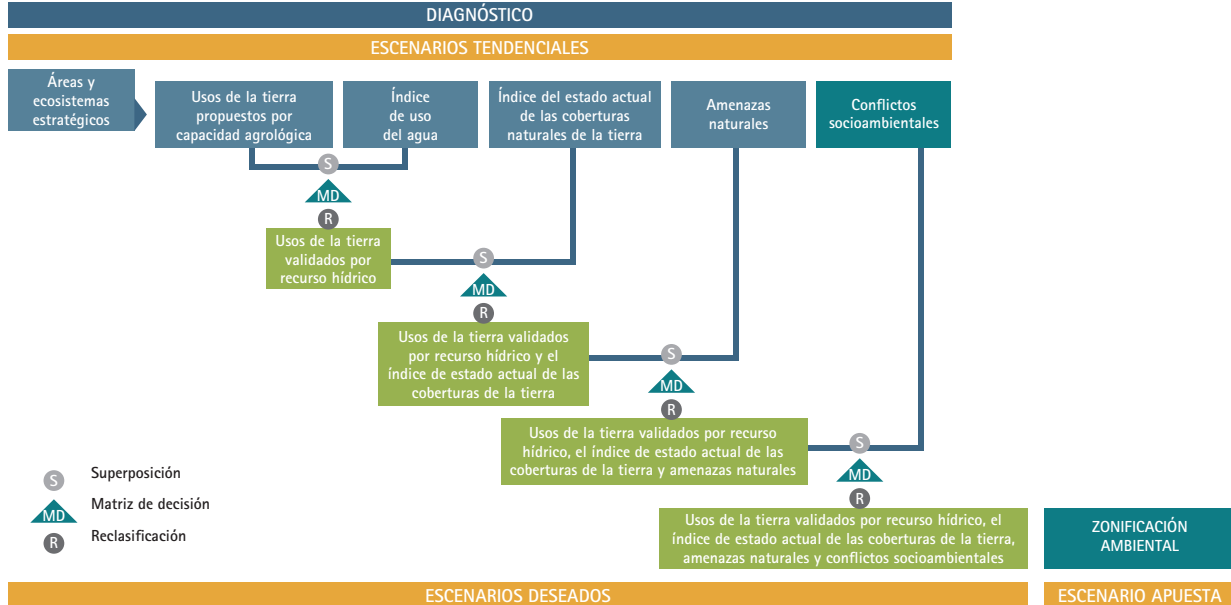 DIAGNÓSTICO
ESCENARIOS TENDENCIALES
Áreas y
ecosistemas
estratégicos
Usos de la tierra
propuestos por
capacidad agrológica
Índice
de uso
del agua
Índice del estado actual
de las coberturas
naturales de la tierra
Amenazas
naturales
Conflictos
socioambientales
S
MD
R
Usos de la tierra
validados por
recurso hídrico
S
MD
R
Usos de la tierra validados
por recurso hídrico y el
índice de estado actual de las
coberturas de la tierra
S
MD
R
Usos de la tierra validados por recurso
hídrico, el índice de estado actual de las
coberturas de la tierra y amenazas naturales
S
MD
R
Usos de la tierra validados por recurso hídrico, el
índice de estado actual de las coberturas de la tierra,
amenazas naturales y conflictos socioambientales
ZONIFICACIÓN
AMBIENTAL
S Superposición
MD Matriz de decisión
R Reclasificación
ESCENARIOS DESEADOS
ESCENARIO APUESTA